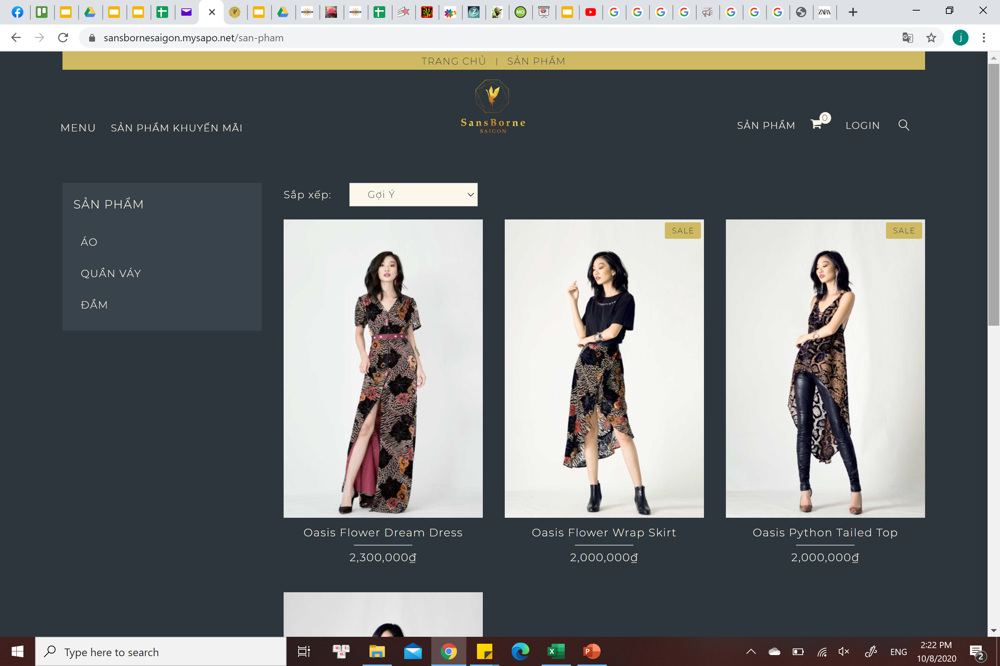 ZARA
MO
sansbornesaigon.mysapo.net/san-pham
j
TRANG CHỦ | SẢN PHẨM
MENU SẢN PHẨM KHUYẾN MÃI
SansBorne
SAIGON
SẢN PHẨM 0 LOGIN
SẢN PHẨM
ÁO
QUẦN VÁY
ĐẦM
Sắp xếp: Gợi Ý
SALE
SALE
Oasis Flower Dream Dress
2,300,000₫
Oasis Flower Wrap Skirt
2,000,000₫
Oasis Python Tailed Top
2,000,000₫
Type here to search
ENG
2:22 PM
10/8/2020
2